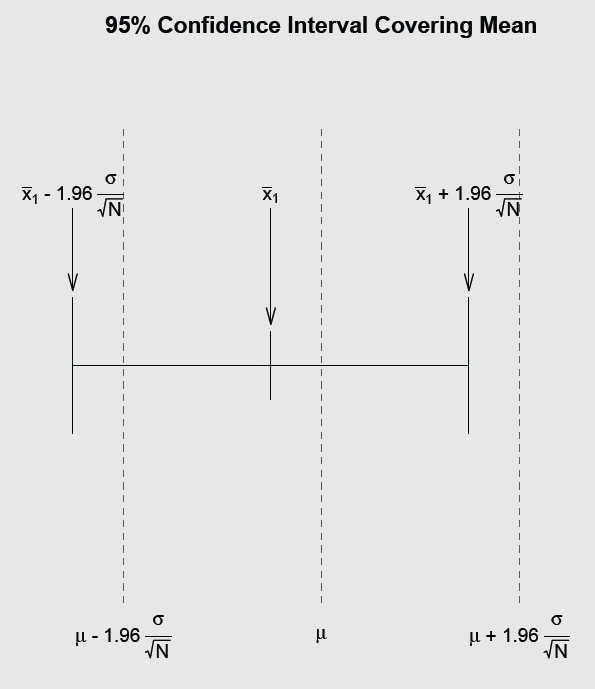 95% Confidence Interval Covering Mean
x̄₁ - 1.96 σ/√N
x̄₁
x̄₁ + 1.96 σ/√N
μ - 1.96 σ/√N
μ
μ + 1.96 σ/√N